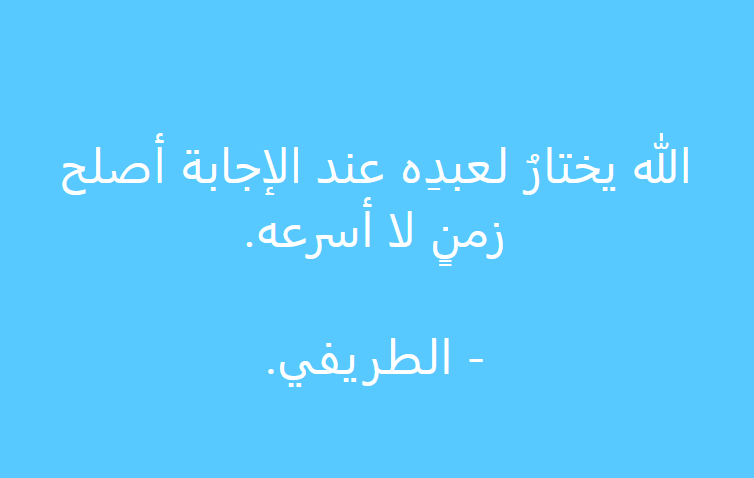 الله يختارُ لعبدِه عند الإجابة أصلح
زمنٍ لا أسرعه.
- الطريفي.